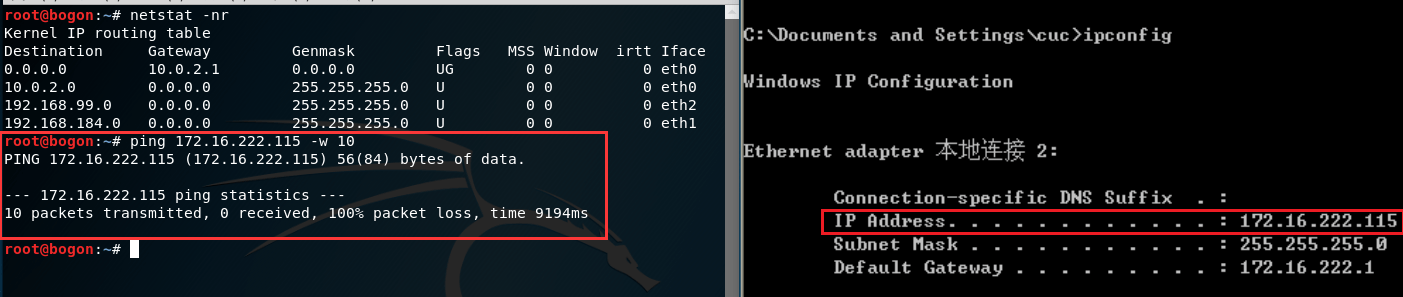 root@bogon:~# netstat -nr
Kernel IP routing table
Destination     Gateway         Genmask         Flags   MSS Window  irtt Iface
0.0.0.0         10.0.2.1        0.0.0.0         UG        0 0          0 eth0
10.0.2.0        0.0.0.0         255.255.255.0   U         0 0          0 eth0
192.168.99.0    0.0.0.0         255.255.255.0   U         0 0          0 eth2
192.168.184.0   0.0.0.0         255.255.255.0   U         0 0          0 eth1
root@bogon:~# ping 172.16.222.115 -w 10
PING 172.16.222.115 (172.16.222.115) 56(84) bytes of data.
--- 172.16.222.115 ping statistics ---
10 packets transmitted, 0 received, 100% packet loss, time 9194ms
root@bogon:~#
C:\Documents and Settings\cuc>ipconfig
Windows IP Configuration
Ethernet adapter 本地连接 2:
Connection-specific DNS Suffix  . :
IP Address. . . . . . . . . . . . : 172.16.222.115
Subnet Mask . . . . . . . . . . . : 255.255.255.0
Default Gateway . . . . . . . . . : 172.16.222.1